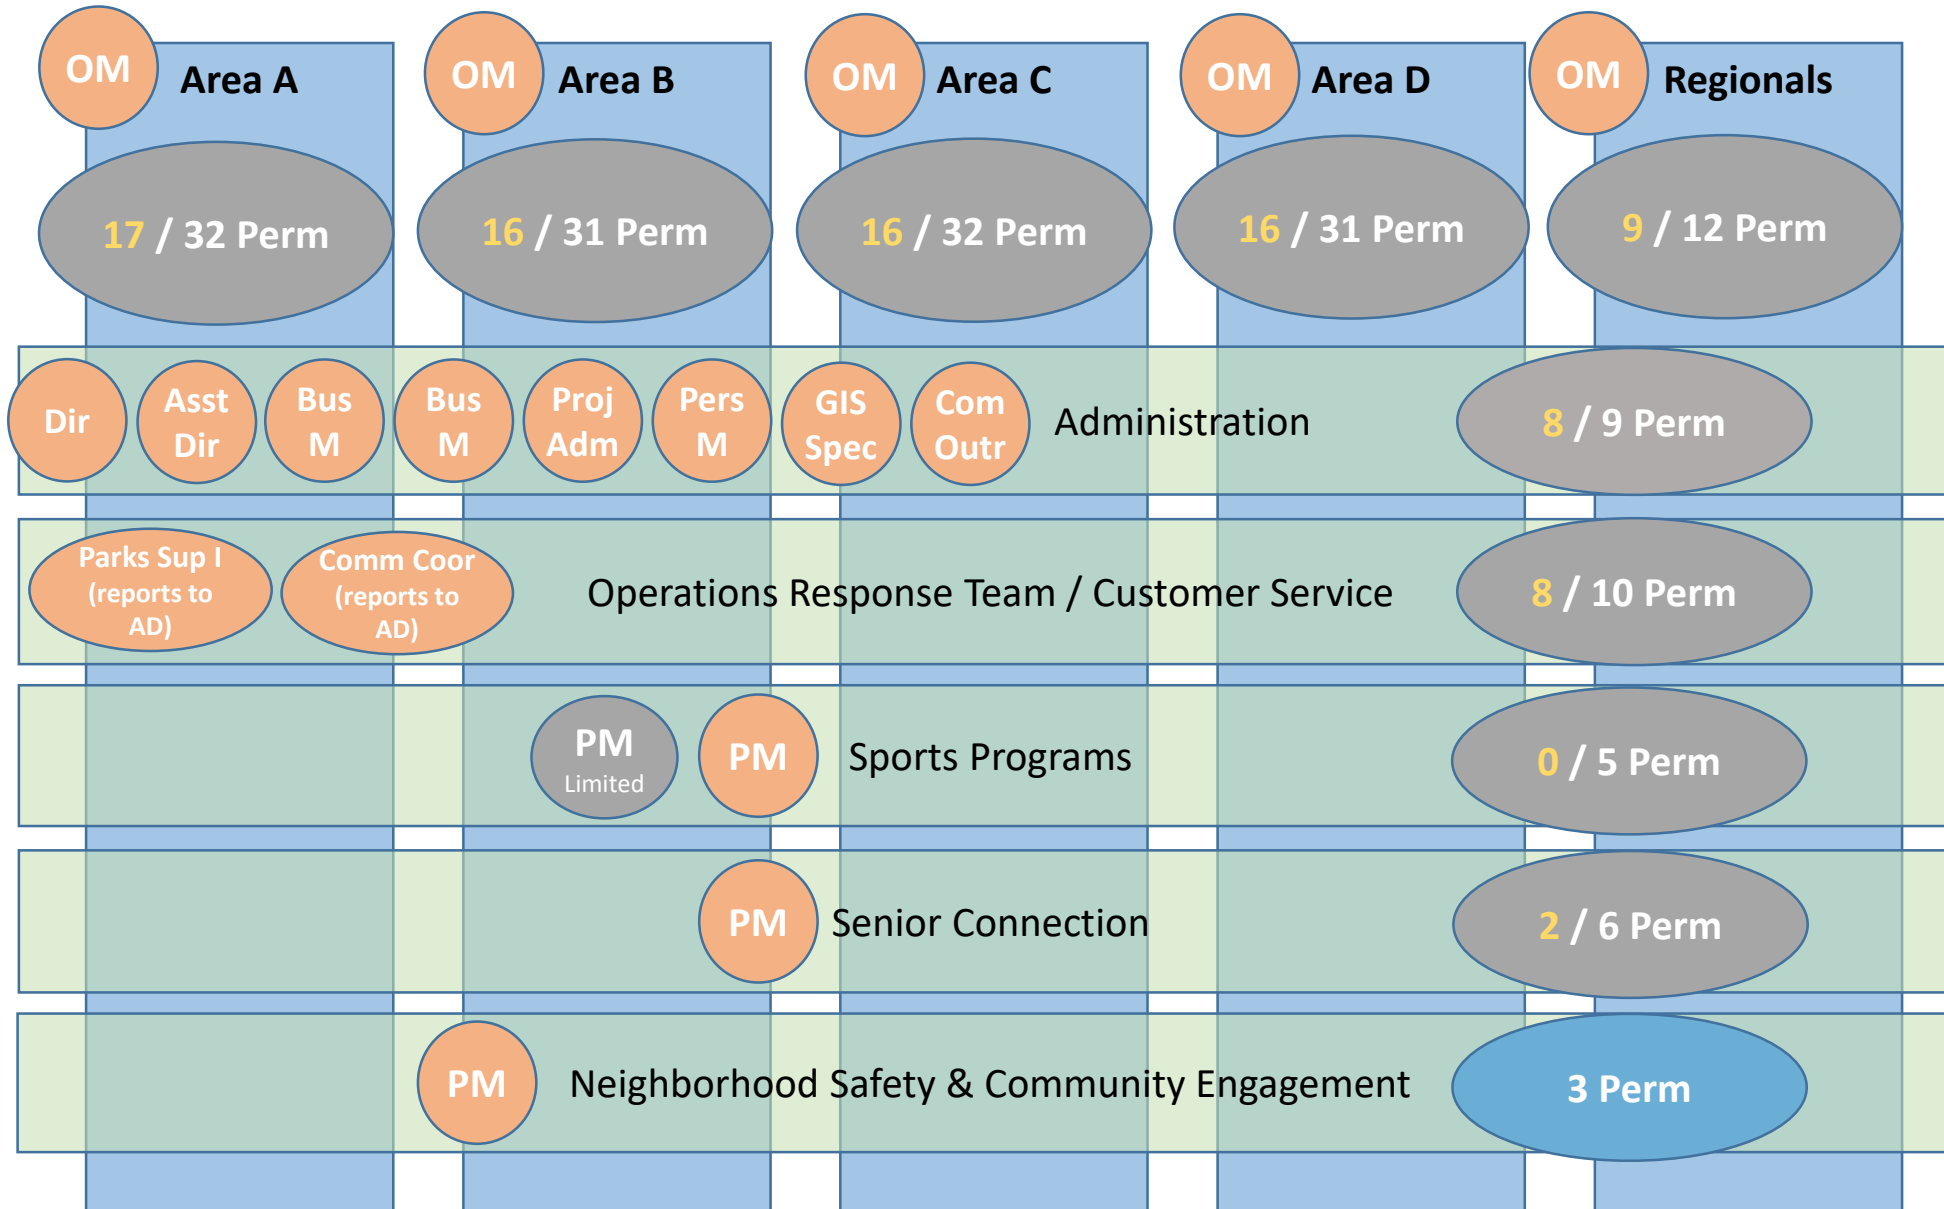 OM
Area A
OM
Area B
OM
Area C
OM
Area D
OM
Regionals
17 / 32 Perm
16 / 31 Perm
16 / 32 Perm
16 / 31 Perm
9 / 12 Perm
Dir
Asst
Dir
Bus
M
Bus
M
Proj
Adm
Pers
M
GIS
Spec
Com
Outr
Administration
8 / 9 Perm
Parks Sup I
(reports to
AD)
Comm Coor
(reports to
AD)
Operations Response Team / Customer Service
8 / 10 Perm
PM
Limited
PM
Sports Programs
0 / 5 Perm
PM
Senior Connection
2 / 6 Perm
PM
Neighborhood Safety & Community Engagement
3 Perm